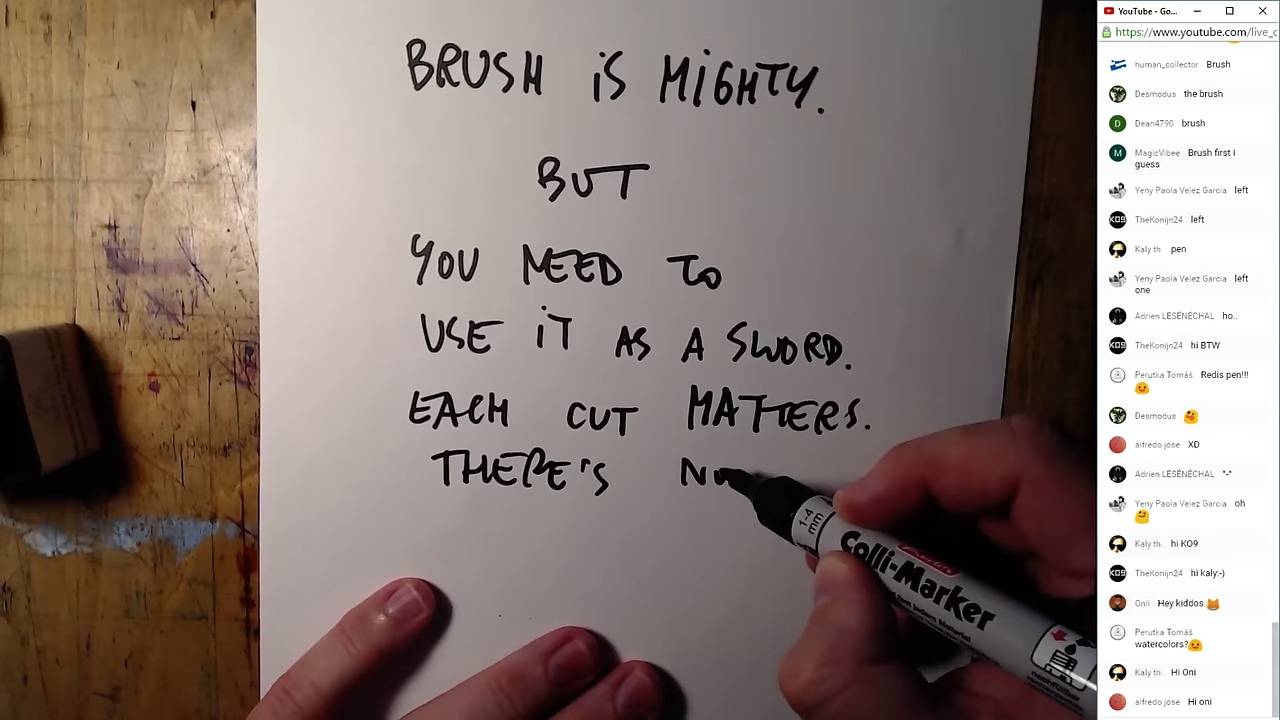 BRUSH iS MiGHTY.
BUT
YOU NEED TO
USE iT AS A SWORD.
EACH CUT MATTERS.
THERE'S
1-4 mm
Colli-Marker
nachfüllbar
YouTube - Go...
https://www.youtube.com/live_c
human_collector Brush
Desmodus the brush
Dean4790 brush
MagicVibee Brush first I
guess
Yeny Paola Velez Garcia left
TheKonijn24 left
Kaly th. pen
Yeny Paola Velez Garcia left
one
Adrien LESÉNÉCHAL ho..
TheKonijn24 hi BTW
Perutka Tomáš Redis pen!!!
Desmodus
alfredo jose XD
Adrien LESÉNÉCHAL "-"
Yeny Paola Velez Garcia oh
Kaly th. hi KO9
TheKonijn24 hi kaly:-)
Onii Hey kiddos
Perutka Tomáš
watercolors?
Kaly th. Hi Oni
alfredo jose Hi oni